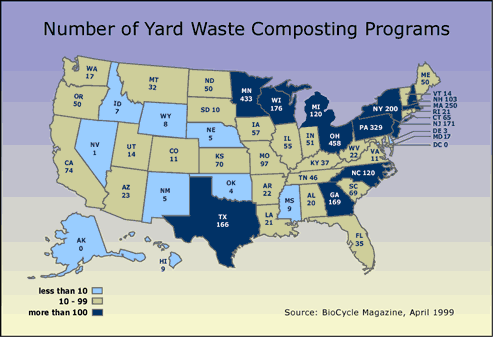 Number of Yard Waste Composting Programs
WA
17
OR
50
CA
74
ID
7
NV
1
MT
32
WY
8
UT
14
AZ
23
CO
11
NM
5
ND
50
SD 10
NE
5
KS
70
OK
4
TX
166
MN
433
IA
57
MO
97
AR
22
LA
21
WI
176
IL
55
MS
9
MI
120
IN
51
OH
458
KY 37
TN 46
AL
20
GA
169
FL
35
SC
69
NC 120
VA
11
WV
22
PA 329
NY 200
ME
50
VT 14
NH 103
MA 250
RI 21
CT 65
NJ 171
DE 3
DC 0
AK
0
HI
9
less than 10
10 - 99
more than 100
Source: BioCycle Magazine, April 1999